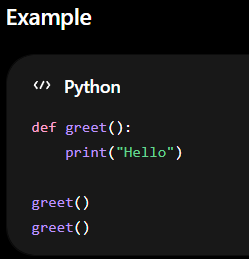 Example
Python
def greet():
    print("Hello")
greet()
greet()